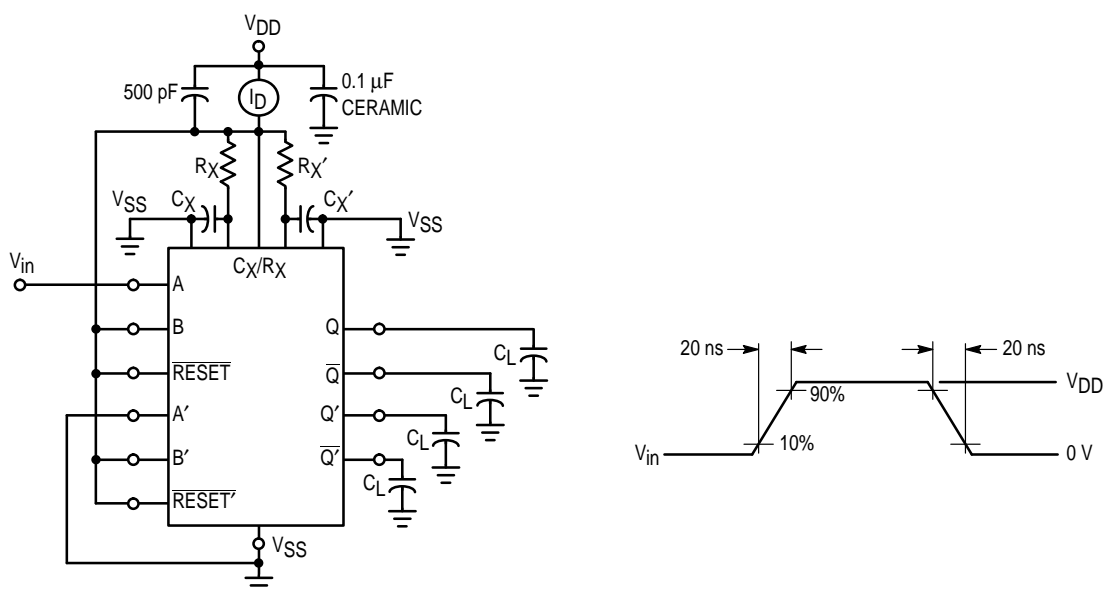 VDD
500 pF
ID
0.1 μF
CERAMIC
RX
RX′
VSS
CX
CX′
VSS
Vin
CX/RX
A
B
Q
CL
RESET
Q
CL
A′
Q′
CL
B′
Q′
CL
RESET′
VSS
20 ns
20 ns
VDD
90%
10%
Vin
0 V